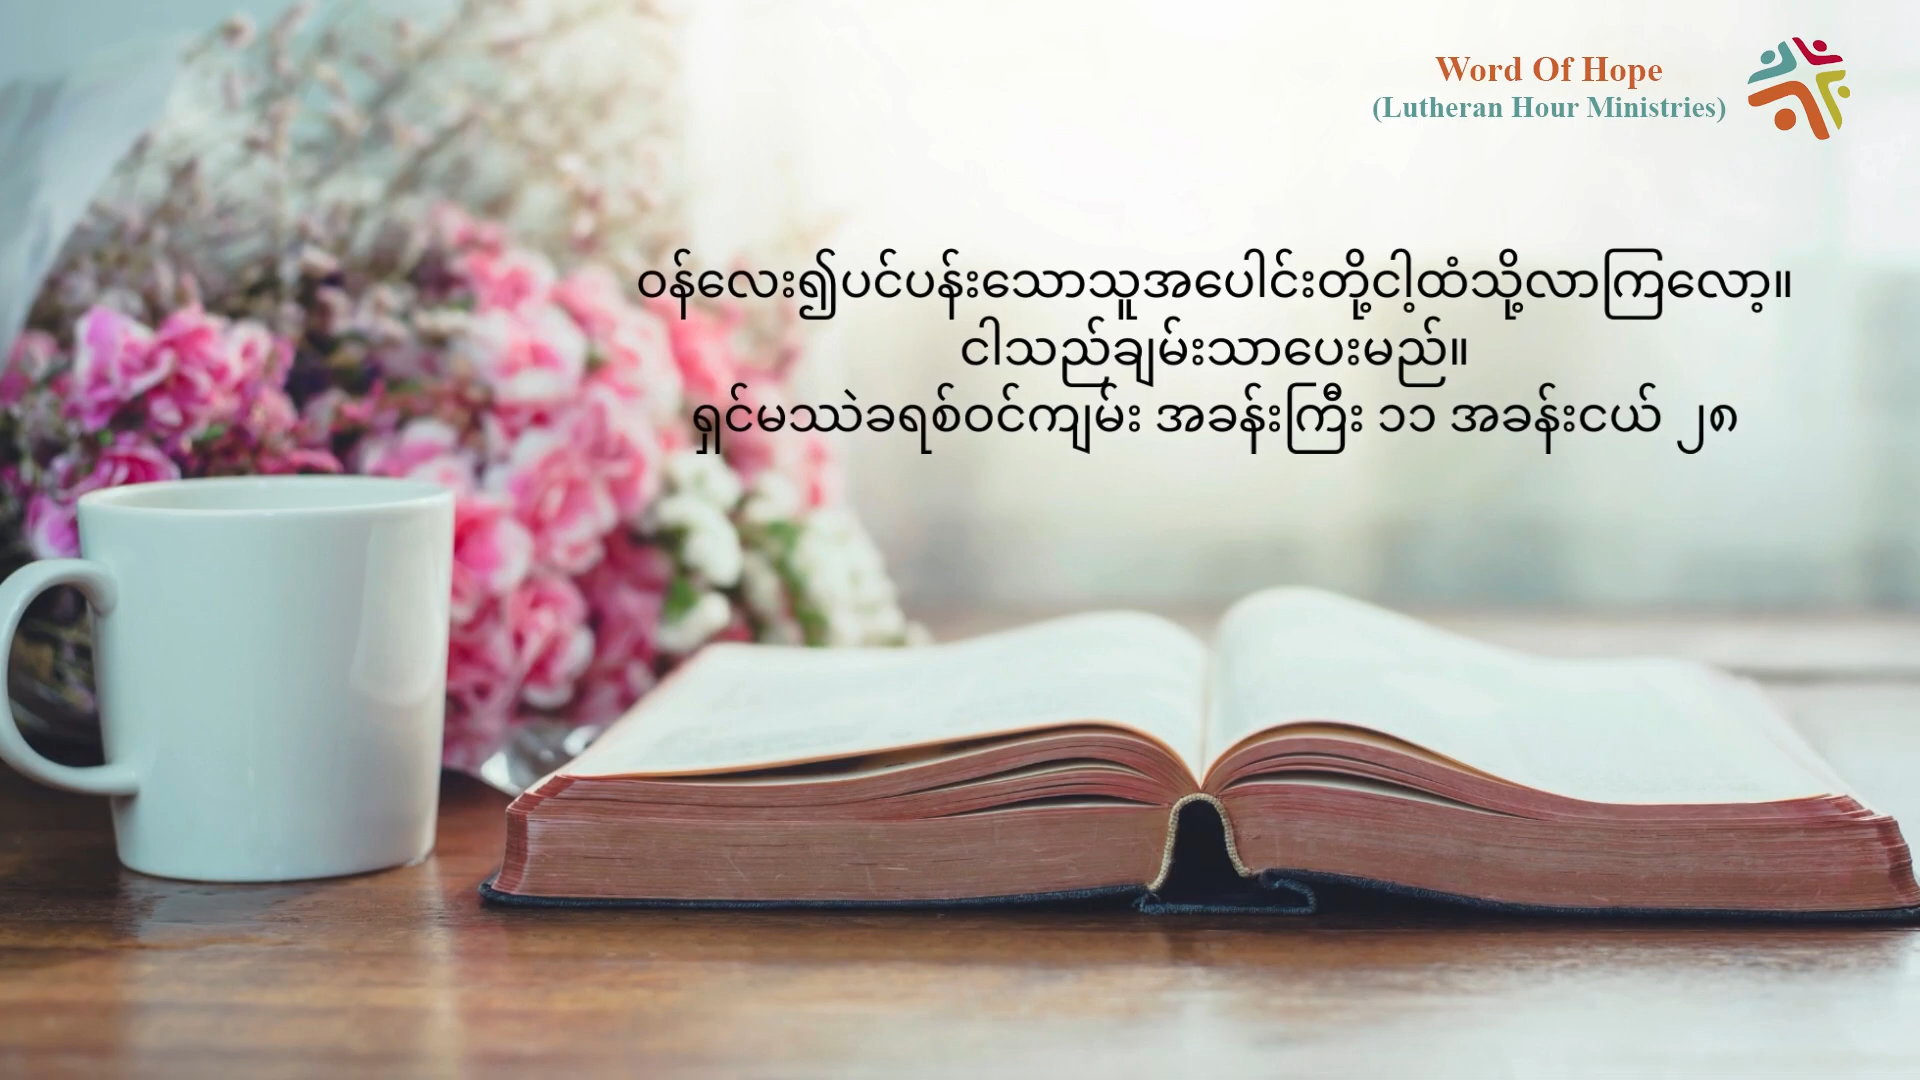 Word Of Hope
(Lutheran Hour Ministries)
ဝန်လေး၍ပင်ပန်းသောသူအပေါင်းတို့ငါ့ထံသို့လာကြလော့။
ငါသည်ချမ်းသာပေးမည်။
ရှင်မဿဲခရစ်ဝင်ကျမ်း အခန်းကြီး ၁၁ အခန်းငယ် ၂၈